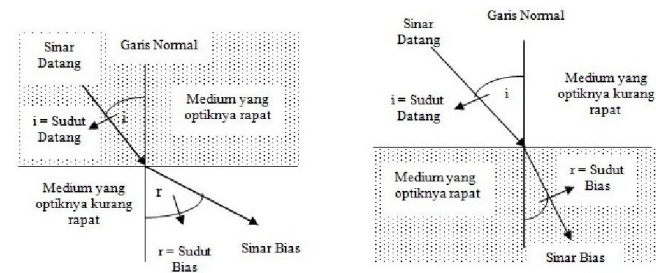 Sinar
Datang
Garis Normal
Medium yang
optiknya rapat
i = Sudut
Datang
i
Medium yang
optiknya kurang
rapat
r
r = Sudut
Bias
Sinar Bias
Sinar
Datang
Garis Normal
i
Medium yang
optiknya kurang
rapat
i = Sudut
Datang
Medium yang
optiknya rapat
r = Sudut
Bias
Sinar Bias